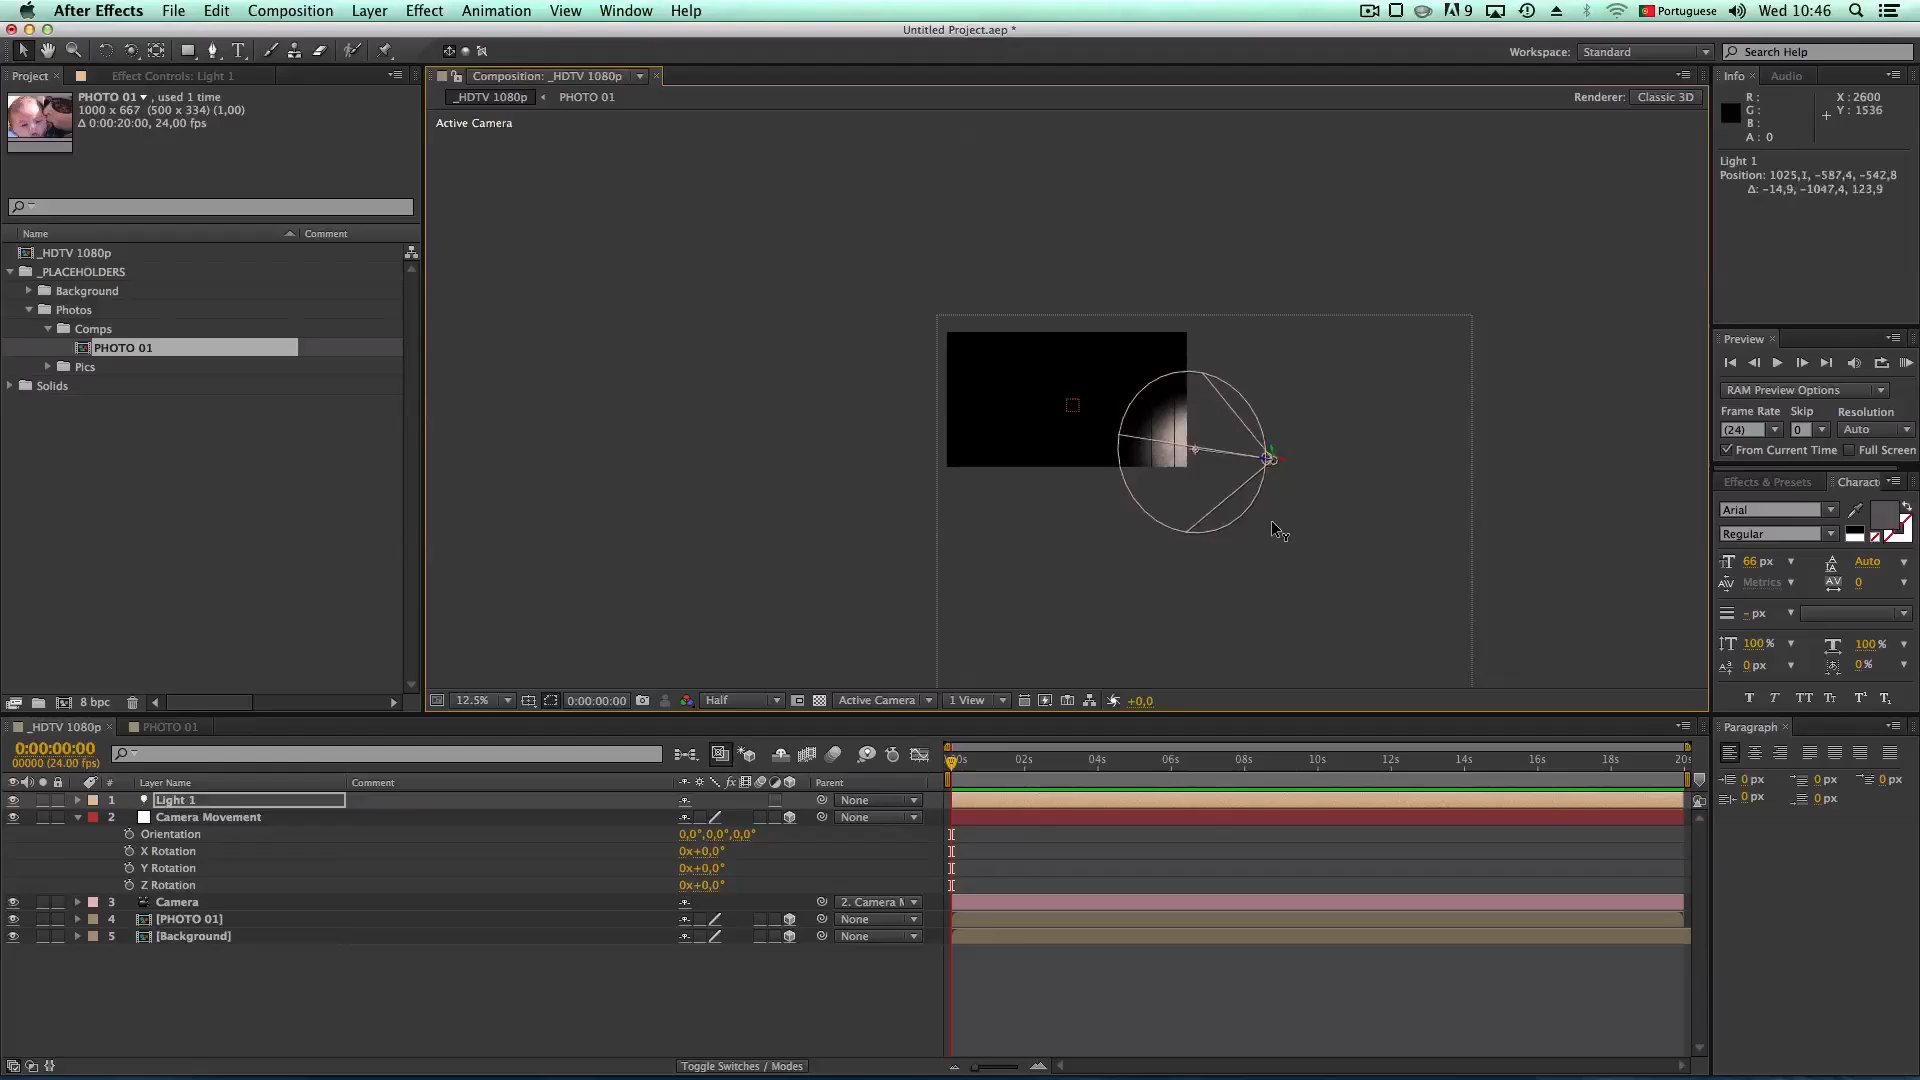 After Effects File Edit Composition Layer Effect Animation View Window Help
9 Portuguese Wed 10:46
Untitled Project.aep *
Workspace: Standard Search Help
Project Effect Controls: Light 1
Composition: _HDTV 1080p
Info Audio
PHOTO 01 , used 1 time
1000 x 667 (500 x 334) (1,00)
Δ 0:00:20:00, 24,00 fps
_HDTV 1080p PHOTO 01
Renderer: Classic 3D
Active Camera
R :
G :
B :
A : 0
X : 2600
Y : 1536
Light 1
Position: 1025,1, -587,4, -542,8
Δ: -14,9, -1047,4, 123,9
Name Comment
_HDTV 1080p
_PLACEHOLDERS
Background
Photos
Comps
PHOTO 01
Pics
Solids
Preview
RAM Preview Options
Frame Rate Skip Resolution
(24) 0 Auto
From Current Time Full Screen
Effects & Presets Charact
Arial
Regular
66 px Auto
Metrics 0
- px
100 % 100 %
0 px 0 %
T T TT Tr T¹ T₁
8 bpc
12.5% 0:00:00:00 Half Active Camera 1 View +0,0
_HDTV 1080p PHOTO 01
Paragraph
0:00:00:00
00000 (24.00 fps)
00s 02s 04s 06s 08s 10s 12s 14s 16s 18s 20s
# Layer Name Comment fx Parent
0 px 0 px 0 px
0 px 0 px
1 Light 1 None
2 Camera Movement None
Orientation 0,0°,0,0°,0,0°
X Rotation 0x+0,0°
Y Rotation 0x+0,0°
Z Rotation 0x+0,0°
3 Camera 2. Camera M
4 [PHOTO 01] None
5 [Background] None
Toggle Switches / Modes